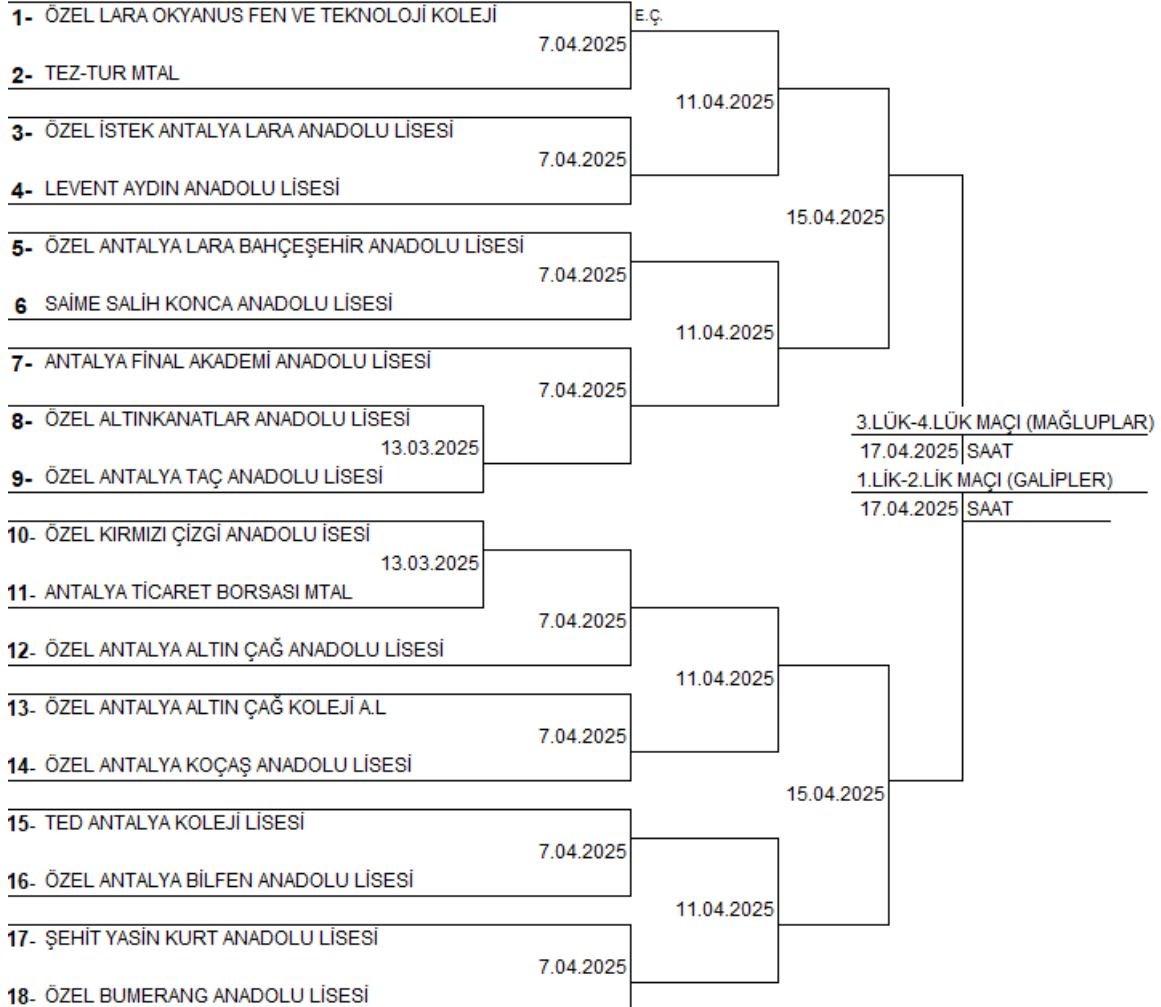 1- ÖZEL LARA OKYANUS FEN VE TEKNOLOJİ KOLEJİ
E.Ç.
7.04.2025
2- TEZ-TUR MTAL
11.04.2025
3- ÖZEL İSTEK ANTALYA LARA ANADOLU LİSESİ
7.04.2025
4- LEVENT AYDIN ANADOLU LİSESİ
15.04.2025
5- ÖZEL ANTALYA LARA BAHÇEŞEHİR ANADOLU LİSESİ
7.04.2025
6 SAİME SALİH KONCA ANADOLU LİSESİ
11.04.2025
7- ANTALYA FİNAL AKADEMİ ANADOLU LİSESİ
7.04.2025
8- ÖZEL ALTINKANATLAR ANADOLU LİSESİ
3.LÜK-4.LÜK MAÇI (MAĞLUPLAR)
13.03.2025
17.04.2025 SAAT
9- ÖZEL ANTALYA TAÇ ANADOLU LİSESİ
1.LİK-2.LİK MAÇI (GALİPLER)
17.04.2025 SAAT
10- ÖZEL KIRMIZI ÇİZGİ ANADOLU İSESİ
13.03.2025
11- ANTALYA TİCARET BORSASI MTAL
7.04.2025
12- ÖZEL ANTALYA ALTIN ÇAĞ ANADOLU LİSESİ
11.04.2025
13- ÖZEL ANTALYA ALTIN ÇAĞ KOLEJİ A.L
7.04.2025
14- ÖZEL ANTALYA KOÇAŞ ANADOLU LİSESİ
15.04.2025
15- TED ANTALYA KOLEJİ LİSESİ
7.04.2025
16- ÖZEL ANTALYA BİLFEN ANADOLU LİSESİ
11.04.2025
17- ŞEHİT YASİN KURT ANADOLU LİSESİ
7.04.2025
18- ÖZEL BUMERANG ANADOLU LİSESİ